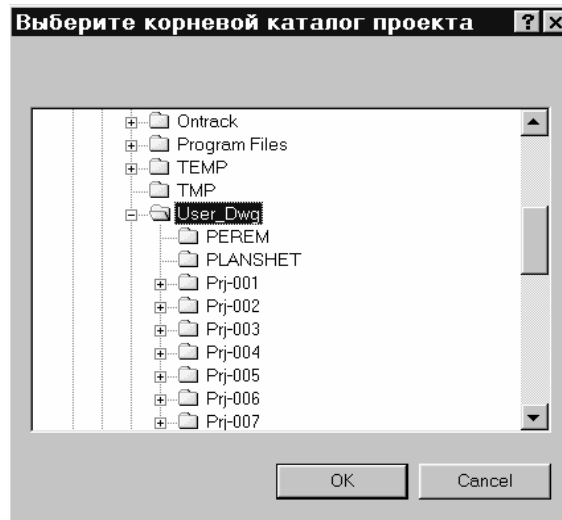 Выберите корневой каталог проекта
Ontrack
Program Files
TEMP
TMP
User_Dwg
PEREM
PLANSHET
Prj-001
Prj-002
Prj-003
Prj-004
Prj-005
Prj-006
Prj-007
OK Cancel